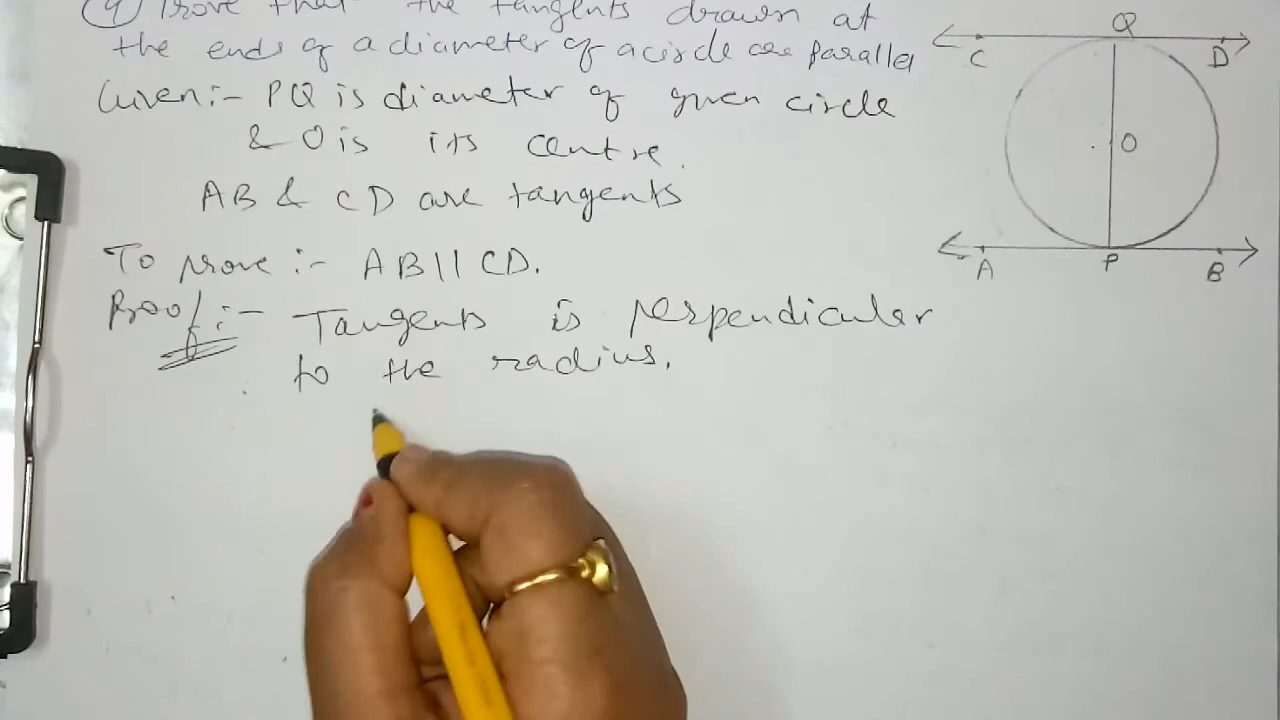 ④ Prove that the tangents drawn at
the ends of a diameter of a circle are parallel
Given:- PQ is diameter of given circle
& O is its centre.
AB & CD are tangents
To prove :- AB || CD.
Proof :- Tangents is perpendicular
to the radius.
Q
C D
O
A P B